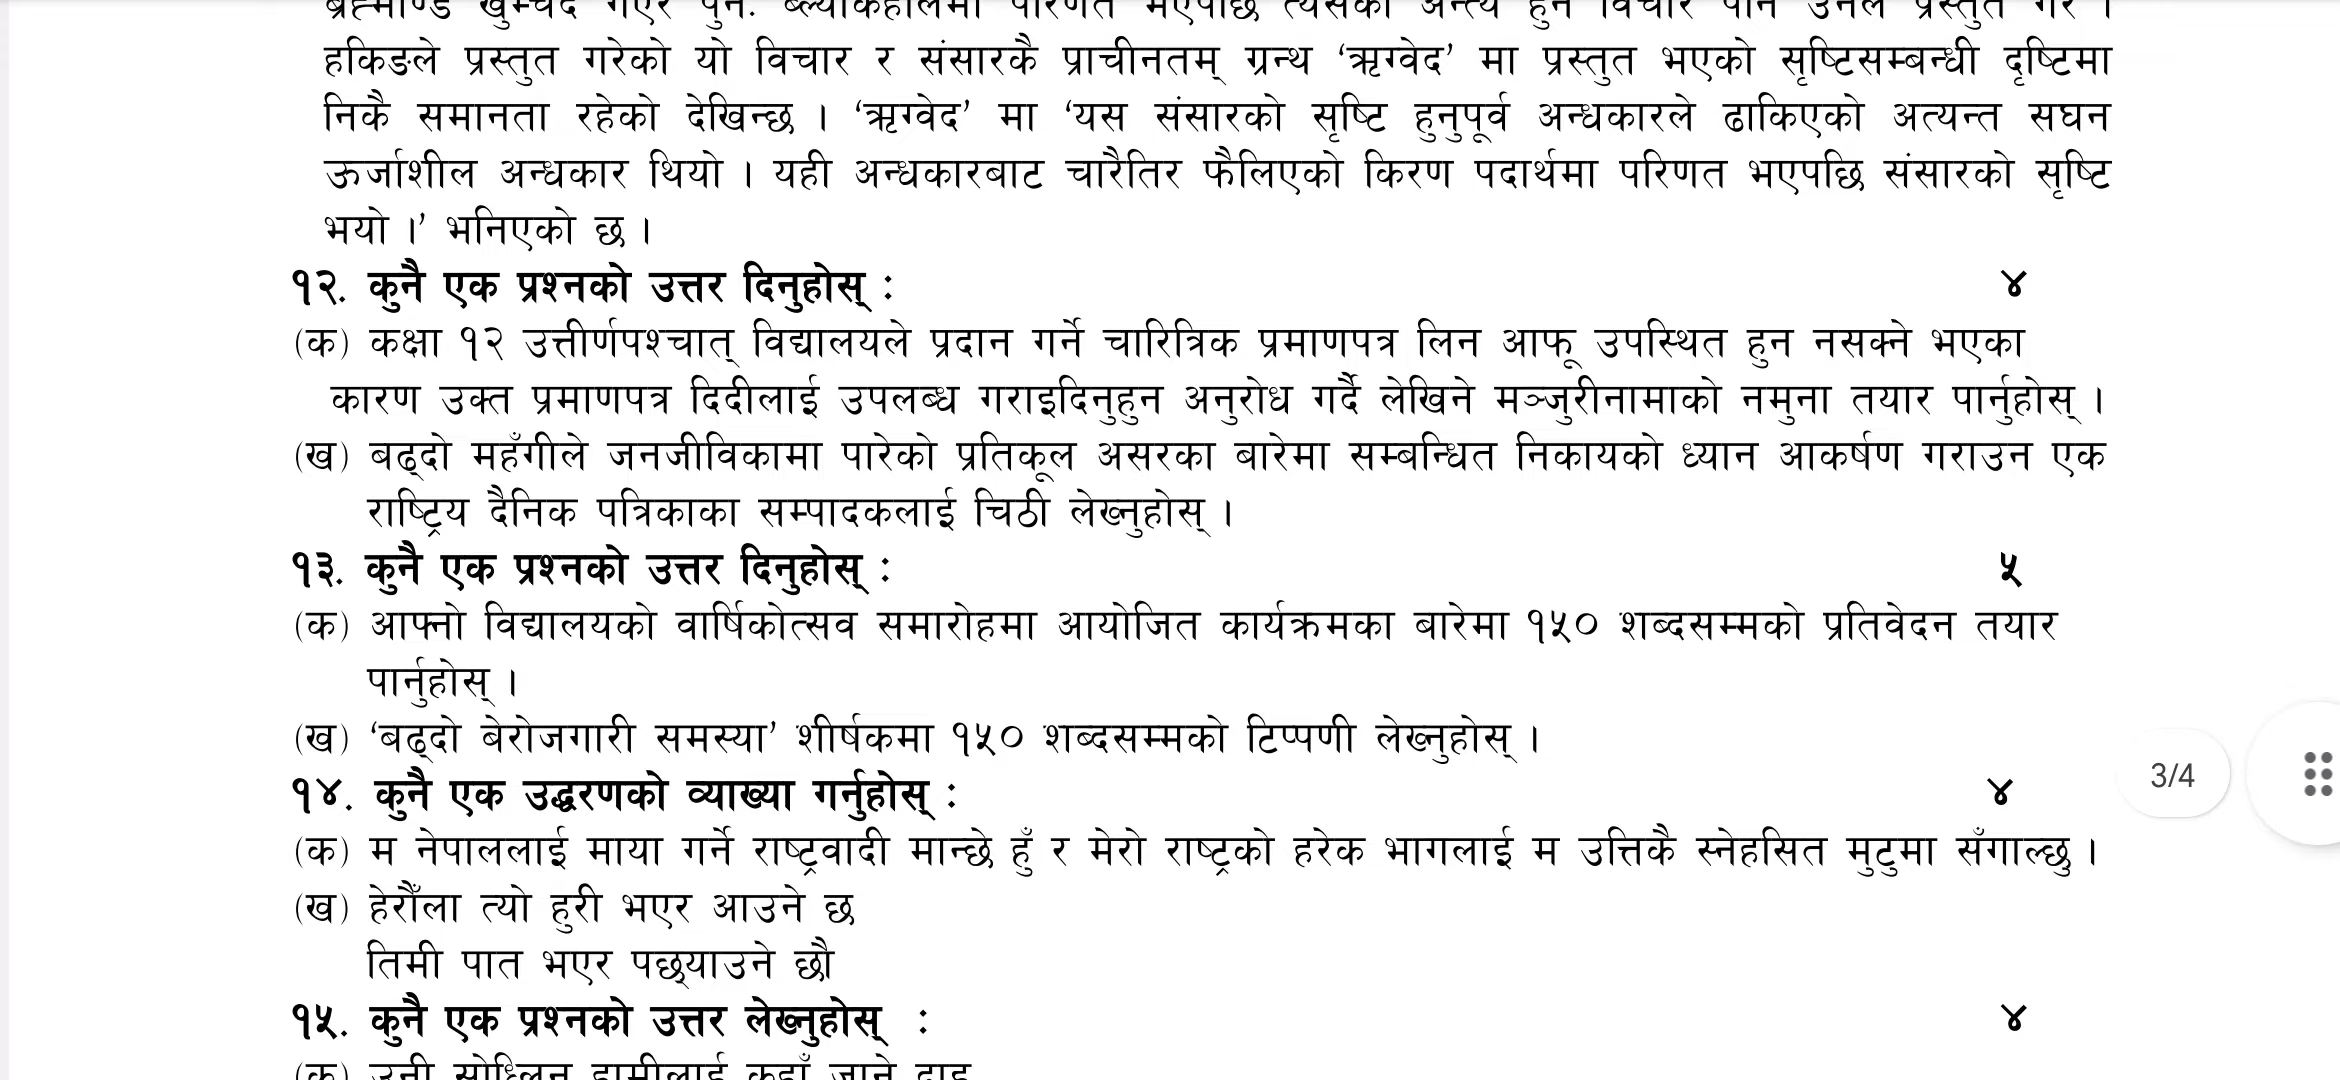 हकिङले प्रस्तुत गरेको यो विचार र संसारकै प्राचीनतम् ग्रन्थ ‘ऋग्वेद’ मा प्रस्तुत भएको सृष्टिसम्बन्धी दृष्टिमा
निकै समानता रहेको देखिन्छ । ‘ऋग्वेद’ मा ‘यस संसारको सृष्टि हुनुपूर्व अन्धकारले ढाकिएको अत्यन्त सघन
ऊर्जाशील अन्धकार थियो । यही अन्धकारबाट चारैतिर फैलिएको किरण पदार्थमा परिणत भएपछि संसारको सृष्टि
भयो ।’ भनिएको छ ।
१२. कुनै एक प्रश्नको उत्तर दिनुहोस् : ४
(क) कक्षा १२ उत्तीर्णपश्चात् विद्यालयले प्रदान गर्ने चारित्रिक प्रमाणपत्र लिन आफू उपस्थित हुन नसक्ने भएका
कारण उक्त प्रमाणपत्र दिदीलाई उपलब्ध गराइदिनुहुन अनुरोध गर्दै लेखिने मञ्जुरीनामाको नमुना तयार पार्नुहोस् ।
(ख) बढ्दो महँगीले जनजीविकामा पारेको प्रतिकूल असरका बारेमा सम्बन्धित निकायको ध्यान आकर्षण गराउन एक
राष्ट्रिय दैनिक पत्रिकाका सम्पादकलाई चिठी लेख्नुहोस् ।
१३. कुनै एक प्रश्नको उत्तर दिनुहोस् : ५
(क) आफ्नो विद्यालयको वार्षिकोत्सव समारोहमा आयोजित कार्यक्रमका बारेमा १५० शब्दसम्मको प्रतिवेदन तयार
पार्नुहोस् ।
(ख) ‘बढ्दो बेरोजगारी समस्या’ शीर्षकमा १५० शब्दसम्मको टिप्पणी लेख्नुहोस् ।
3/4
१४. कुनै एक उद्धरणको व्याख्या गर्नुहोस् : ४
(क) म नेपाललाई माया गर्ने राष्ट्रवादी मान्छे हुँ र मेरो राष्ट्रको हरेक भागलाई म उत्तिकै स्नेहसित मुटुमा सँगाल्छु ।
(ख) हेरौँला त्यो हुरी भएर आउने छ
तिमी पात भएर पछ्याउने छौ
१५. कुनै एक प्रश्नको उत्तर लेख्नुहोस् : ४